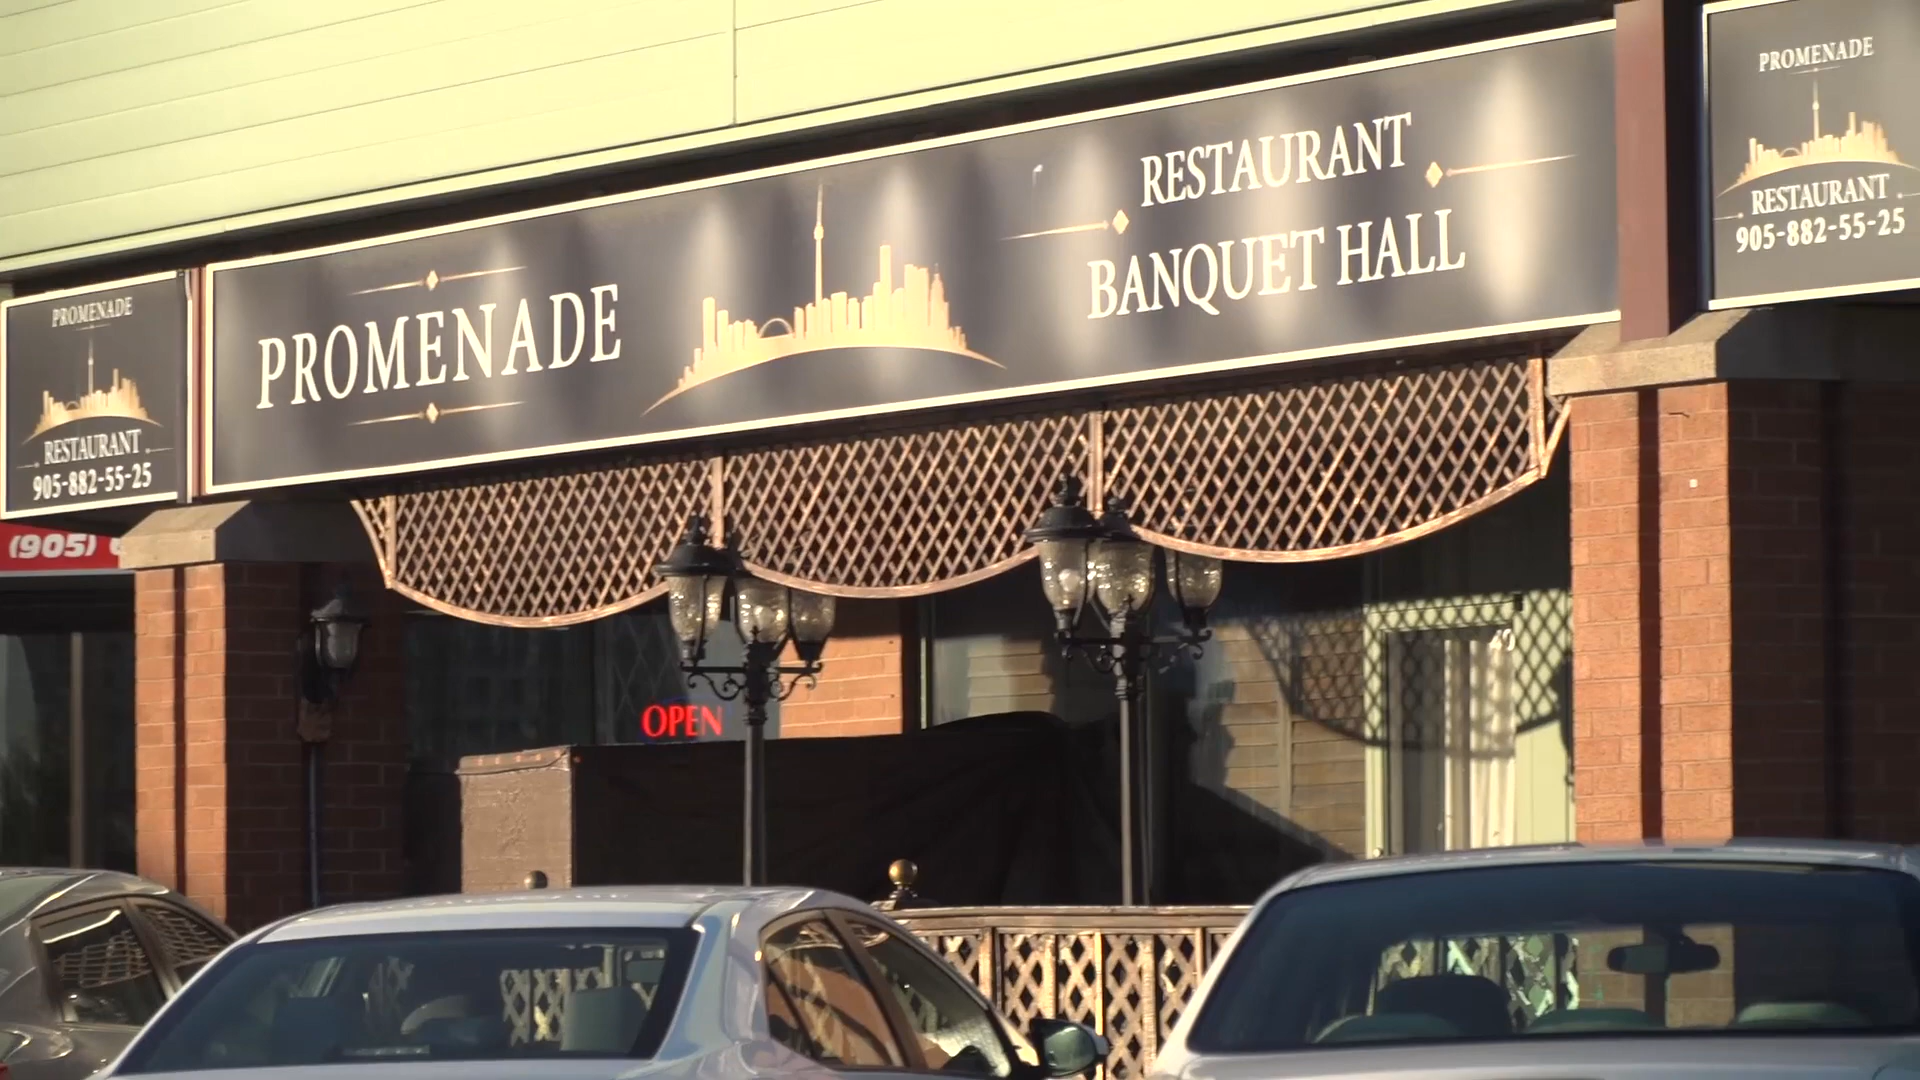 PROMENADE
RESTAURANT
905-882-55-25
PROMENADE
RESTAURANT
BANQUET HALL
PROMENADE
RESTAURANT
905-882-55-25
(905)
OPEN